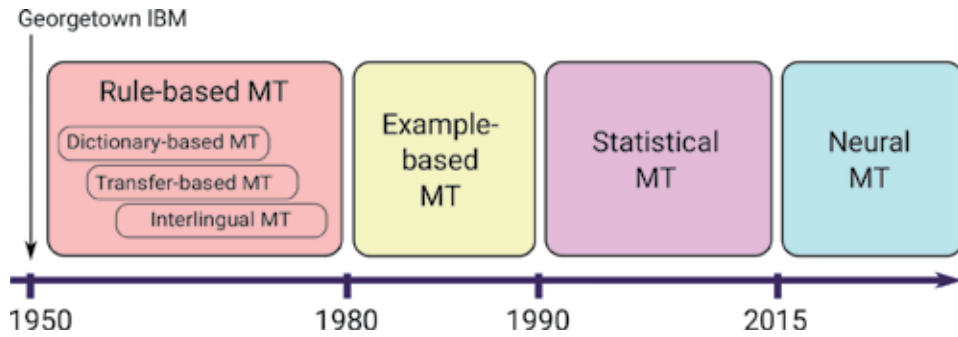 Georgetown IBM
Rule-based MT
Dictionary-based MT
Transfer-based MT
Interlingual MT
Example-
based
MT
Statistical
MT
Neural
MT
1950
1980
1990
2015